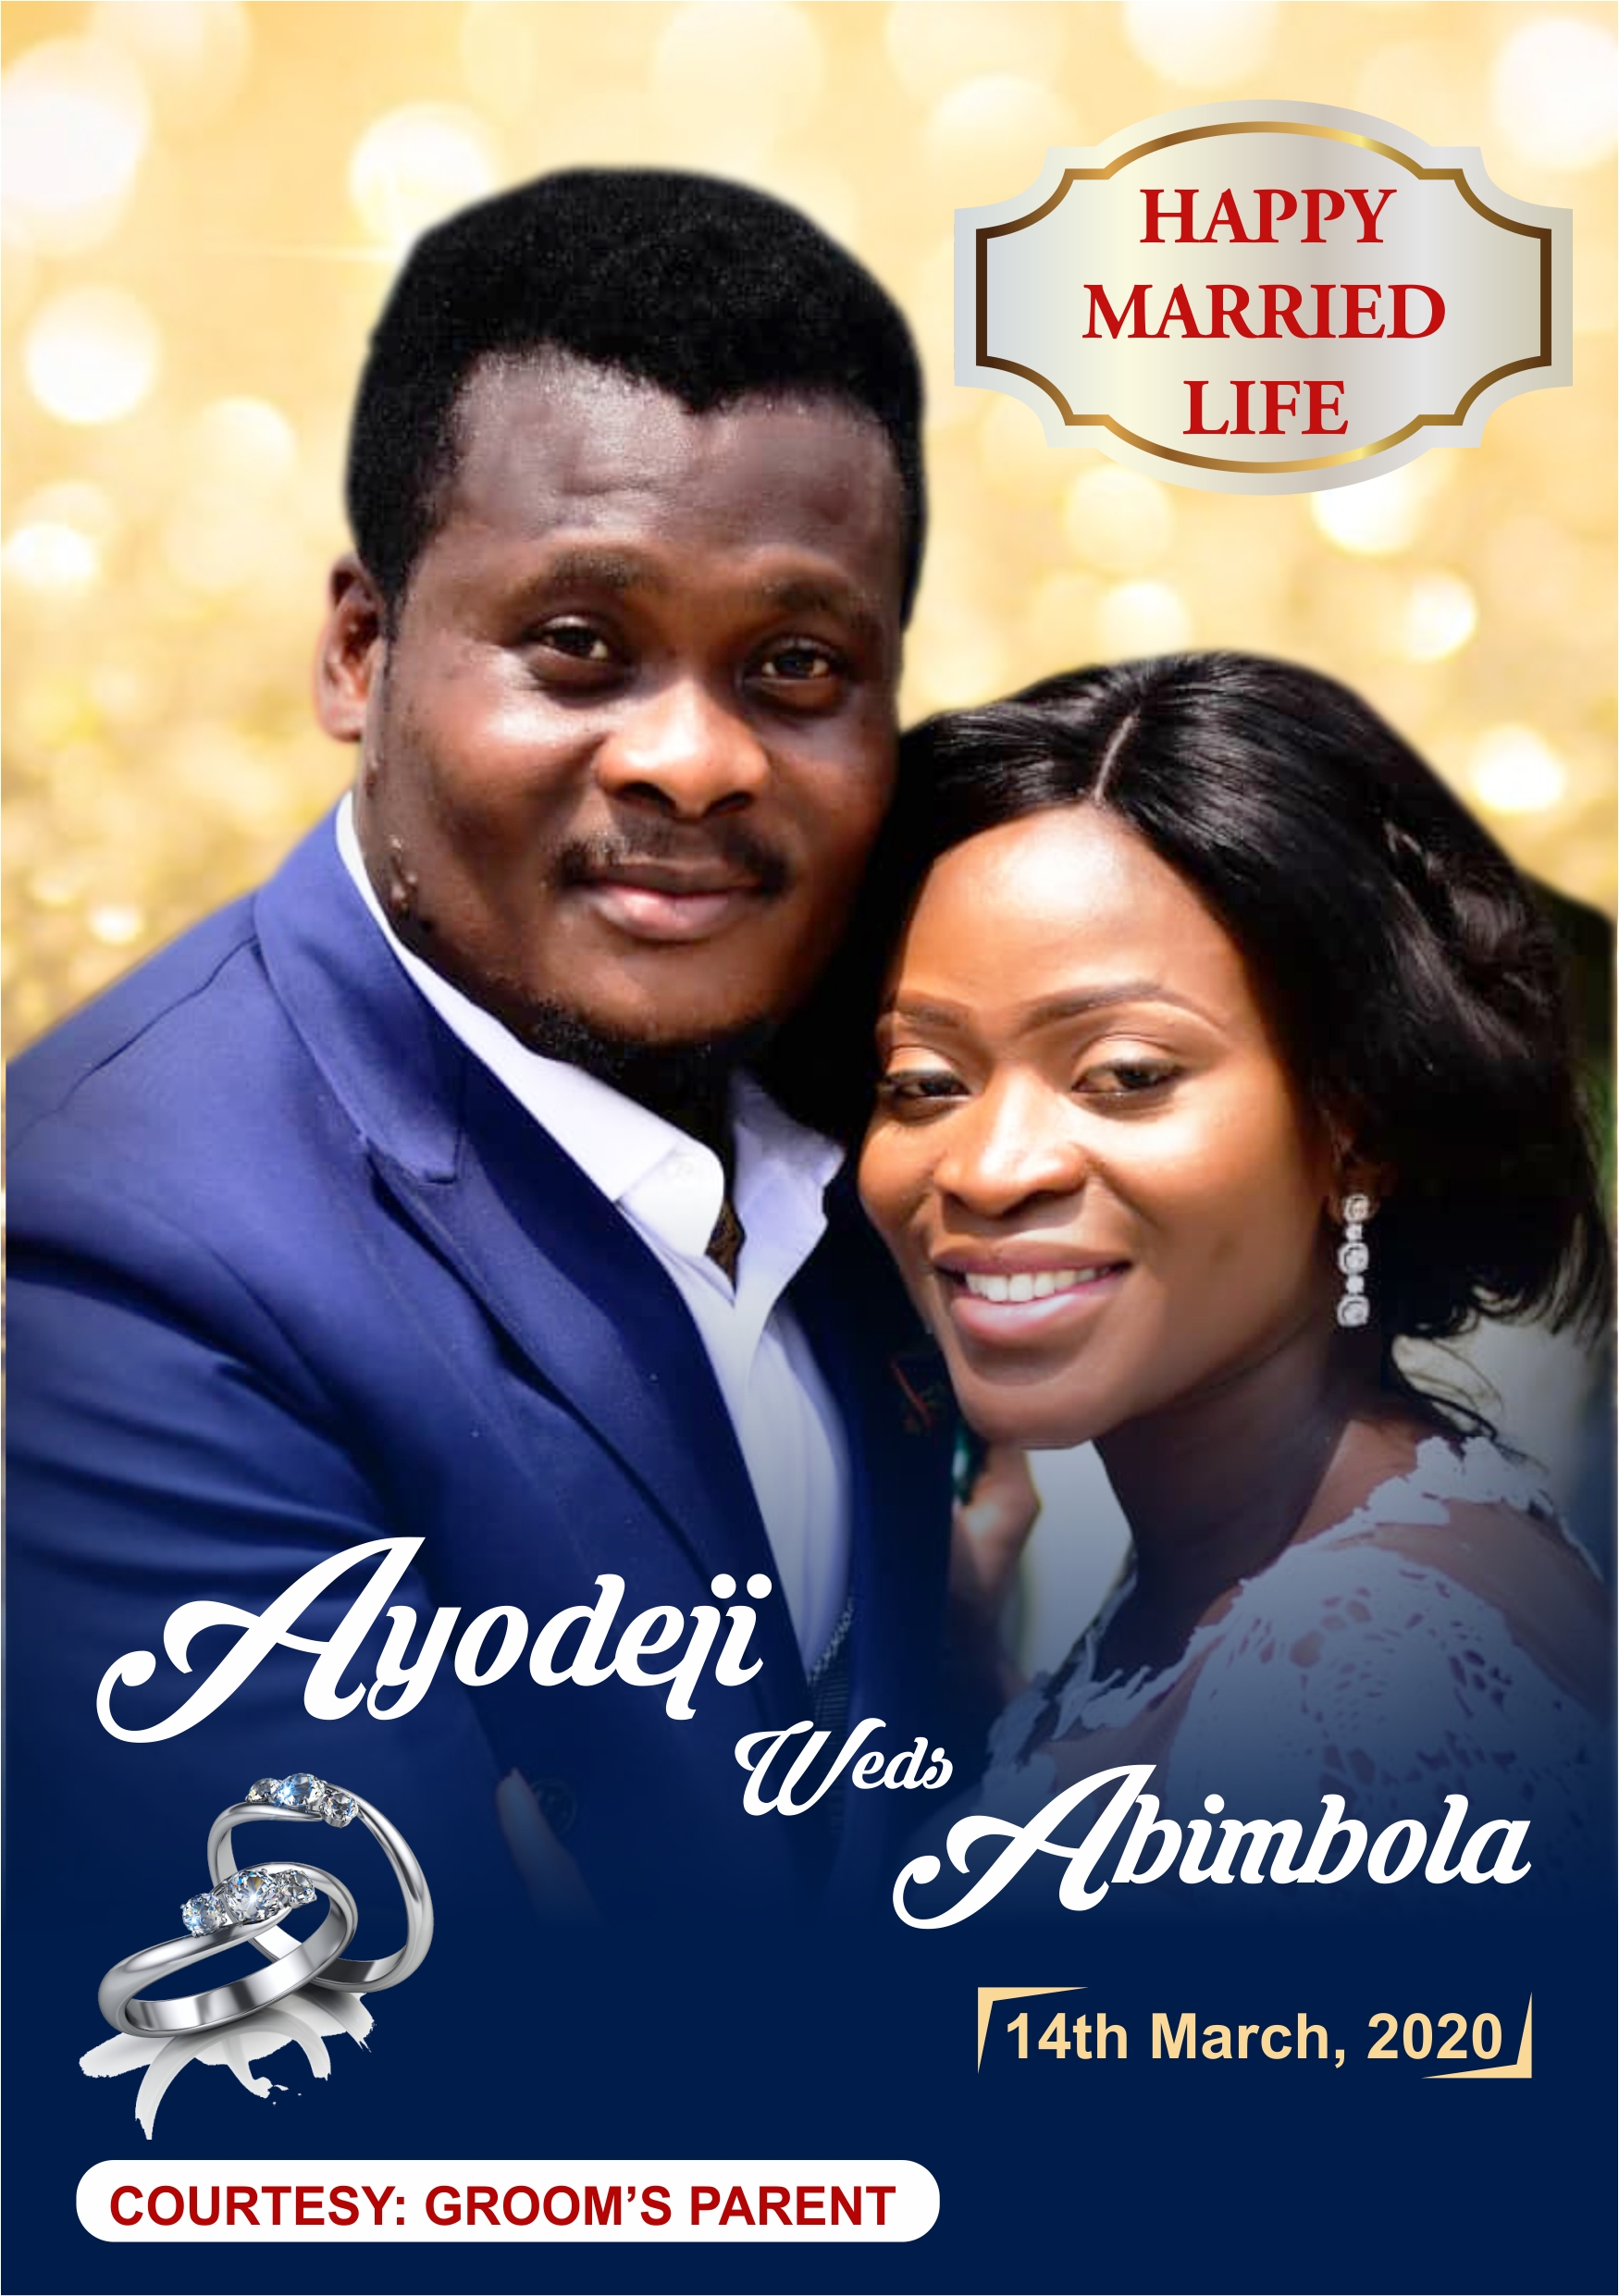 HAPPY
MARRIED
LIFE
Ayodeji
Weds
Abimbola
14th March, 2020
COURTESY: GROOM’S PARENT